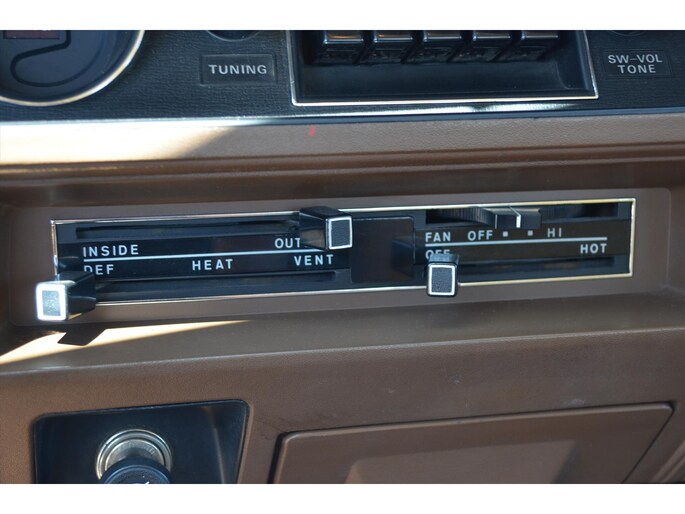 TUNING
SW-VOL
TONE
INSIDE OUT
DEF HEAT VENT
FAN OFF HI
OFF HOT